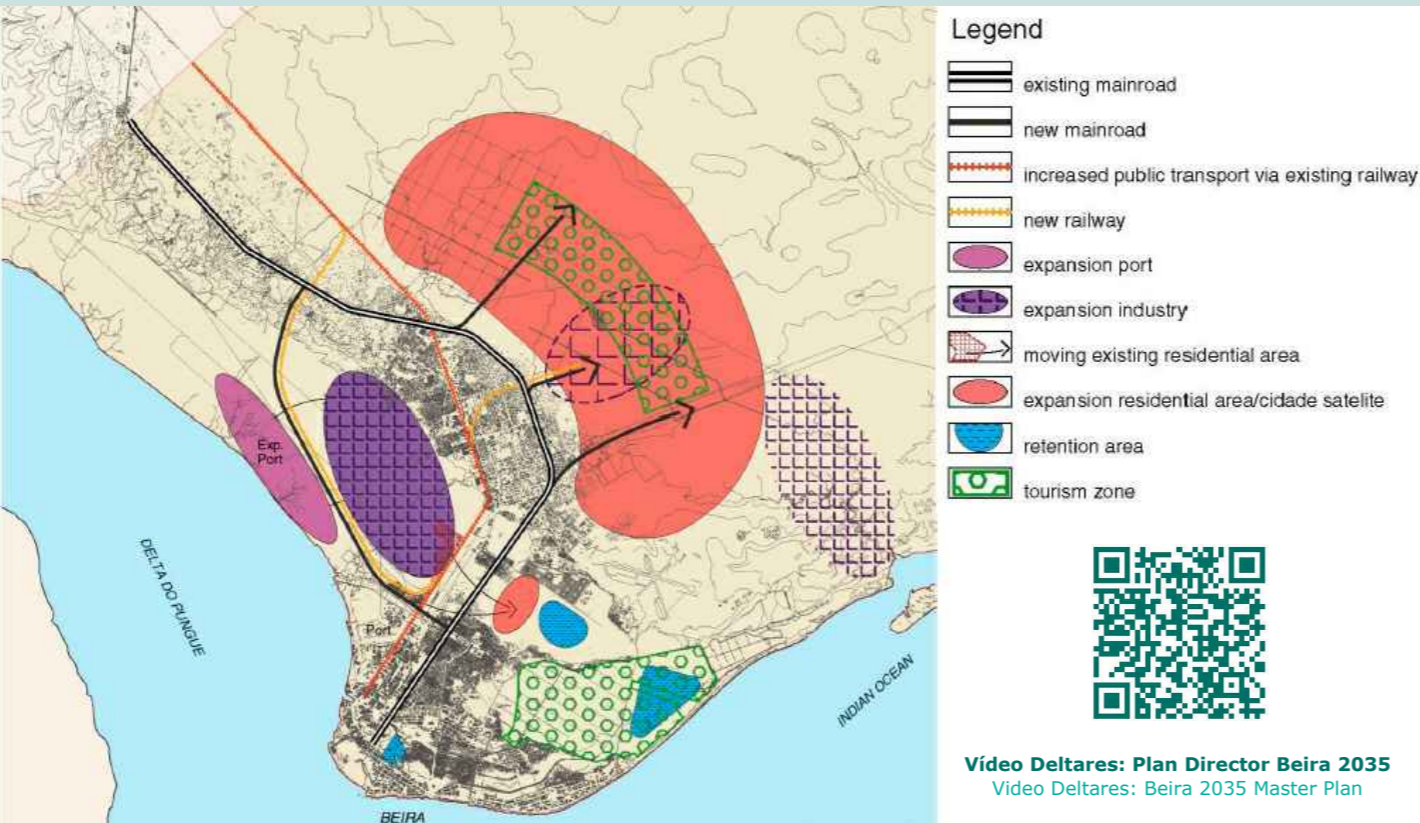 Legend
existing mainroad
new mainroad
increased public transport via existing railway
new railway
expansion port
expansion industry
moving existing residential area
expansion residential area/cidade satelite
retention area
tourism zone
Exp.
Port
DELTA DO PUNGUE
Port
INDIAN OCEAN
BEIRA
Vídeo Deltares: Plan Director Beira 2035
Video Deltares: Beira 2035 Master Plan